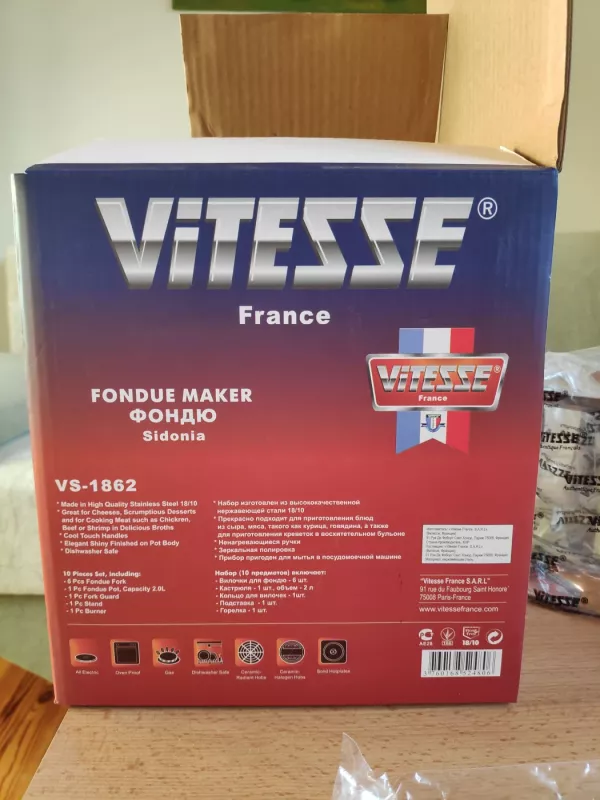 ViTESSE®
France
FONDUE MAKER
ФОНДЮ
Sidonia
ViTESSE®
France
VS-1862
* Made in High Quality Stainless Steel 18/10
* Great for Cheeses, Scrumptious Desserts
and for Cooking Meat such as Chickren,
Beef or Shrimp in Delicious Broths
* Cool Touch Handles
* Elegant Shiny Finished on Pot Body
* Dishwasher Safe
10 Pieces Set, Including:
- 6 Pcs Fondue Fork
- 1 Pc Fondue Pot, Capacity 2.0L
- 1 Pc Fork Guard
- 1 Pc Stand
- 1 Pc Burner
* Набор изготовлен из высококачественной
нержавеющей стали 18/10
* Прекрасно подходит для приготовления блюд
из сыра, мяса, такого как курица, говядина, а также
для приготовления креветок в восхитительном бульоне
* Ненагревающиеся ручки
* Зеркальная полировка
* Прибор пригоден для мытья в посудомоечной машине
Набор (10 предметов) включает:
- Вилочки для фондю - 6 шт.
- Кастрюля - 1 шт., объем - 2 л
- Кольцо для вилочек - 1шт.
- Подставка - 1 шт.
- Горелка - 1 шт.
"Vitesse France S.A.R.L"
91 rue du Faubourg Saint Honore'
75008 Paris-France
www.vitessefrance.com
18/10
All Electric
Oven Proof
Gas
Dishwasher Safe
Ceramic-
Radiant Hobs
Ceramic-
Halogen Hobs
Solid Hotplates
ViTESSE